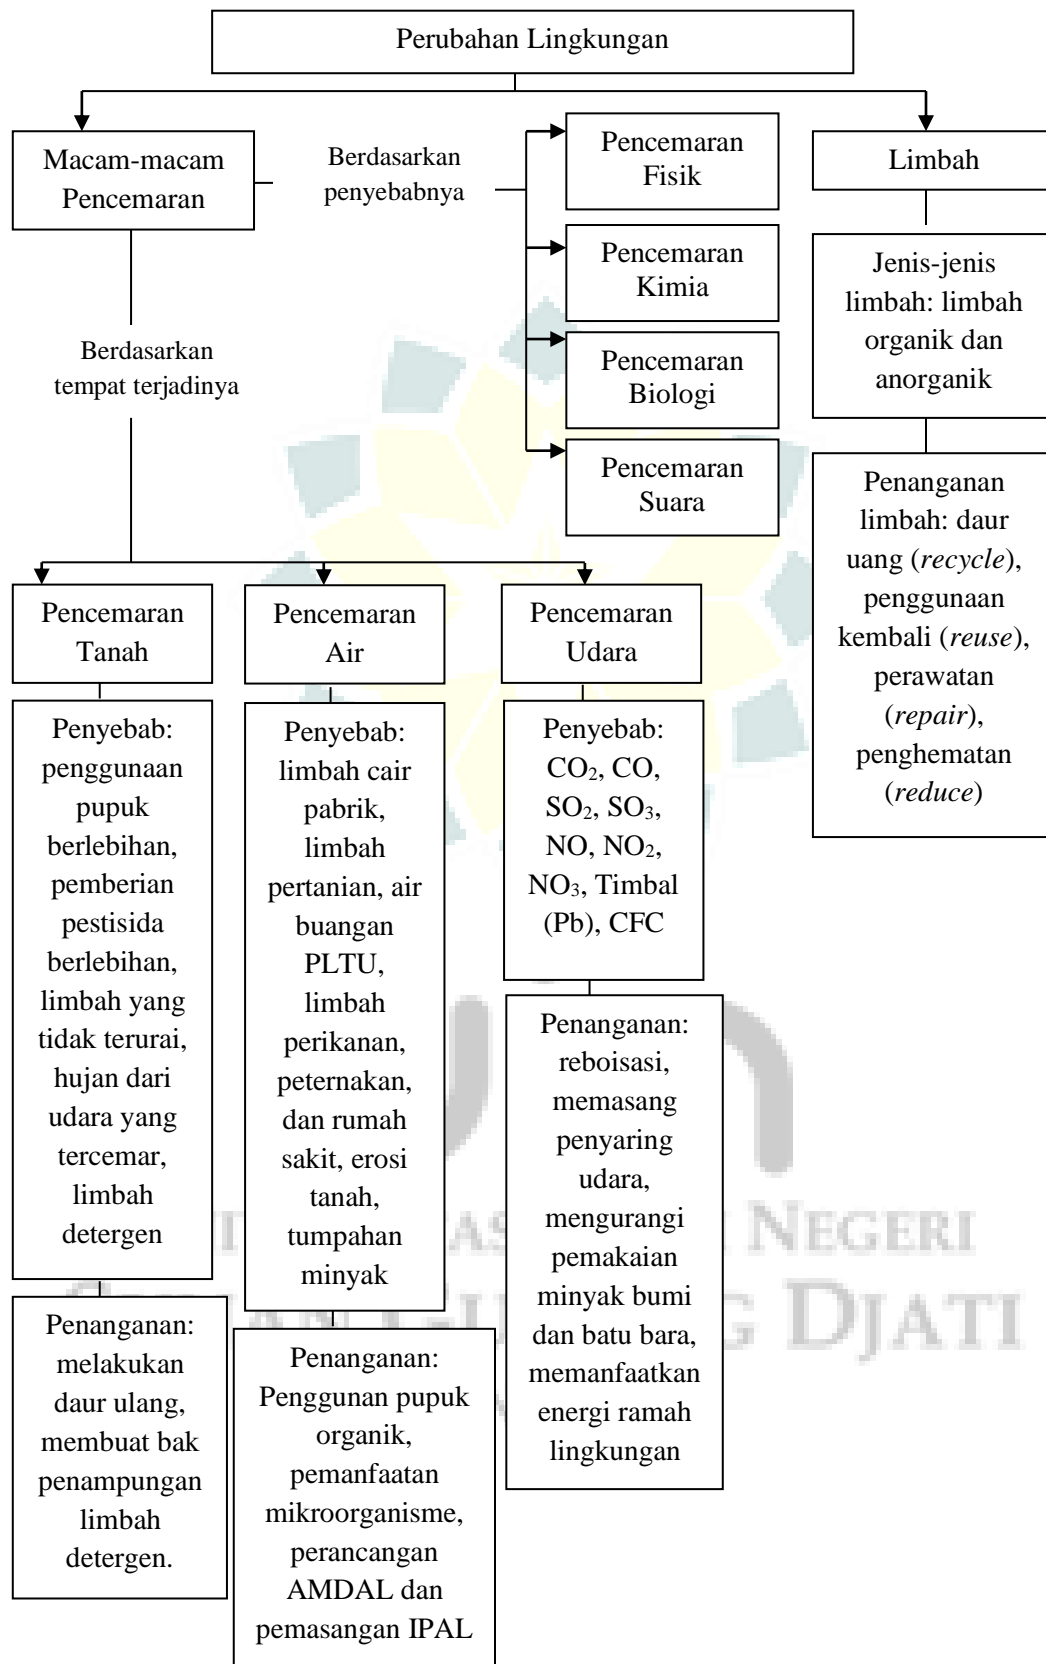 Perubahan Lingkungan
Macam-macam
Pencemaran
Berdasarkan
penyebabnya
Pencemaran
Fisik
Pencemaran
Kimia
Pencemaran
Biologi
Pencemaran
Suara
Limbah
Jenis-jenis
limbah: limbah
organik dan
anorganik
Penanganan
limbah: daur
uang (recycle),
penggunaan
kembali (reuse),
perawatan
(repair),
penghematan
(reduce)
Berdasarkan
tempat terjadinya
Pencemaran
Tanah
Penyebab:
penggunaan
pupuk
berlebihan,
pemberian
pestisida
berlebihan,
limbah yang
tidak terurai,
hujan dari
udara yang
tercemar,
limbah
detergen
Penanganan:
melakukan
daur ulang,
membuat bak
penampungan
limbah
detergen.
Pencemaran
Air
Penyebab:
limbah cair
pabrik,
limbah
pertanian, air
buangan
PLTU,
limbah
perikanan,
peternakan,
dan rumah
sakit, erosi
tanah,
tumpahan
minyak
Penanganan:
Penggunan pupuk
organik,
pemanfaatan
mikroorganisme,
perancangan
AMDAL dan
pemasangan IPAL
Pencemaran
Udara
Penyebab:
CO₂, CO,
SO₂, SO₃,
NO, NO₂,
NO₃, Timbal
(Pb), CFC
Penanganan:
reboisasi,
memasang
penyaring
udara,
mengurangi
pemakaian
minyak bumi
dan batu bara,
memanfaatkan
energi ramah
lingkungan
NEGERI
DJATI